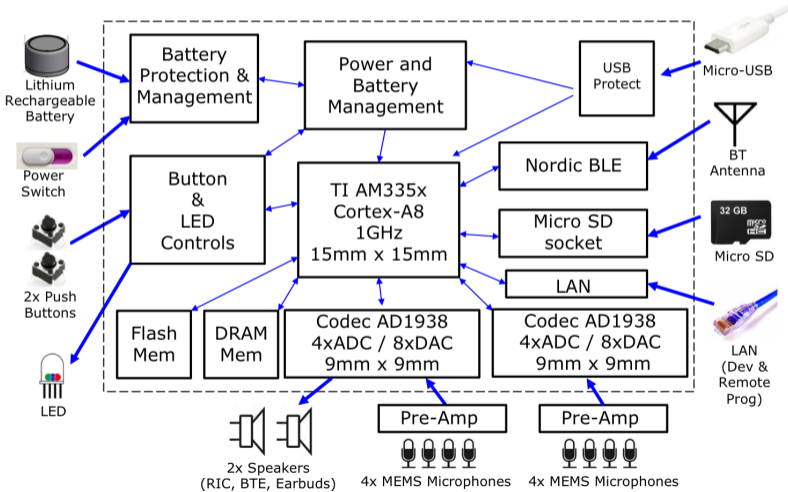 Battery
Protection &
Management
Power and
Battery
Management
USB
Protect
Micro-USB
Lithium
Rechargeable
Battery
Power
Switch
Button
&
LED
Controls
TI AM335x
Cortex-A8
1GHz
15mm x 15mm
Nordic BLE
BT
Antenna
Micro SD
socket
32 GB
micro
SD
HC
Micro SD
2x Push
Buttons
LAN
LAN
(Dev &
Remote
Prog)
Flash
Mem
DRAM
Mem
Codec AD1938
4xADC / 8xDAC
9mm x 9mm
Codec AD1938
4xADC / 8xDAC
9mm x 9mm
LED
Pre-Amp
Pre-Amp
2x Speakers
(RIC, BTE, Earbuds)
4x MEMS Microphones
4x MEMS Microphones